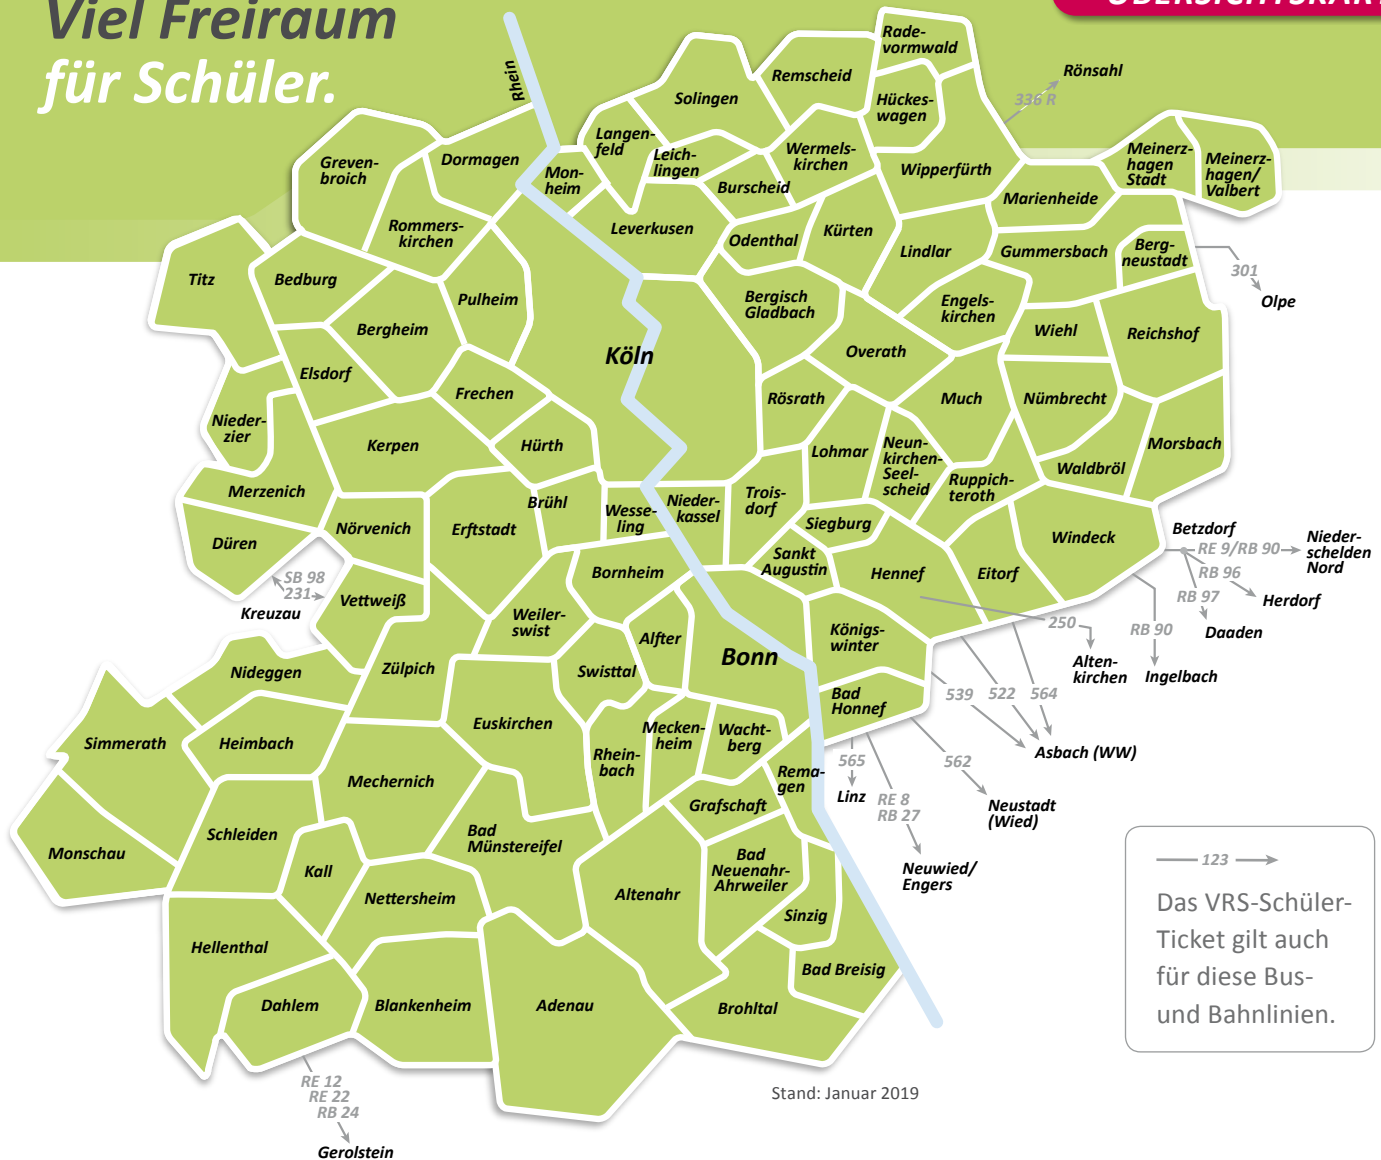 Viel Freiraum
für Schüler.
Rhein
Rade-
vormwald
Remscheid
Solingen
Hückes-
wagen
336 R
Rönsahl
Langen-
feld
Leich-
lingen
Wermels-
kirchen
Wipperfürth
Meinerz-
hagen
Stadt
Meinerz-
hagen/
Valbert
Dormagen
Greven-
broich
Mon-
heim
Burscheid
Marienheide
Rommers-
kirchen
Leverkusen
Odenthal
Kürten
Lindlar
Gummersbach
Berg-
neustadt
301
Olpe
Titz
Bedburg
Pulheim
Bergheim
Bergisch
Gladbach
Engels-
kirchen
Wiehl
Reichshof
Köln
Overath
Elsdorf
Frechen
Rösrath
Much
Nümbrecht
Nieder-
zier
Kerpen
Hürth
Lohmar
Neun-
kirchen-
Seel-
scheid
Ruppich-
teroth
Waldbröl
Morsbach
Merzenich
Brühl
Wesse-
ling
Nieder-
kassel
Trois-
dorf
Siegburg
Düren
Nörvenich
Erftstadt
Windeck
Betzdorf
RE 9/RB 90
Nieder-
schelden
Nord
RB 96
Herdorf
RB 97
Daaden
RB 90
Ingelbach
Sankt
Augustin
Hennef
Eitorf
SB 98
231
Kreuzau
Vettweiß
Bornheim
Weiler-
swist
Alfter
Bonn
Königs-
winter
250
Alten-
kirchen
Nideggen
Zülpich
Swisttal
Bad
Honnef
539
522
564
Asbach (WW)
Simmerath
Heimbach
Euskirchen
Mecken-
heim
Wacht-
berg
Rhein-
bach
Rema-
gen
565
Linz
562
Neustadt
(Wied)
RE 8
RB 27
Neuwied/
Engers
Mechernich
Grafschaft
Monschau
Schleiden
Kall
Bad
Münstereifel
Bad
Neuenahr-
Ahrweiler
Altenahr
Nettersheim
Sinzig
Hellenthal
Bad Breisig
Dahlem
Blankenheim
Adenau
Brohltal
RE 12
RE 22
RB 24
Gerolstein
123
Das VRS-Schüler-
Ticket gilt auch
für diese Bus-
und Bahnlinien.
Stand: Januar 2019